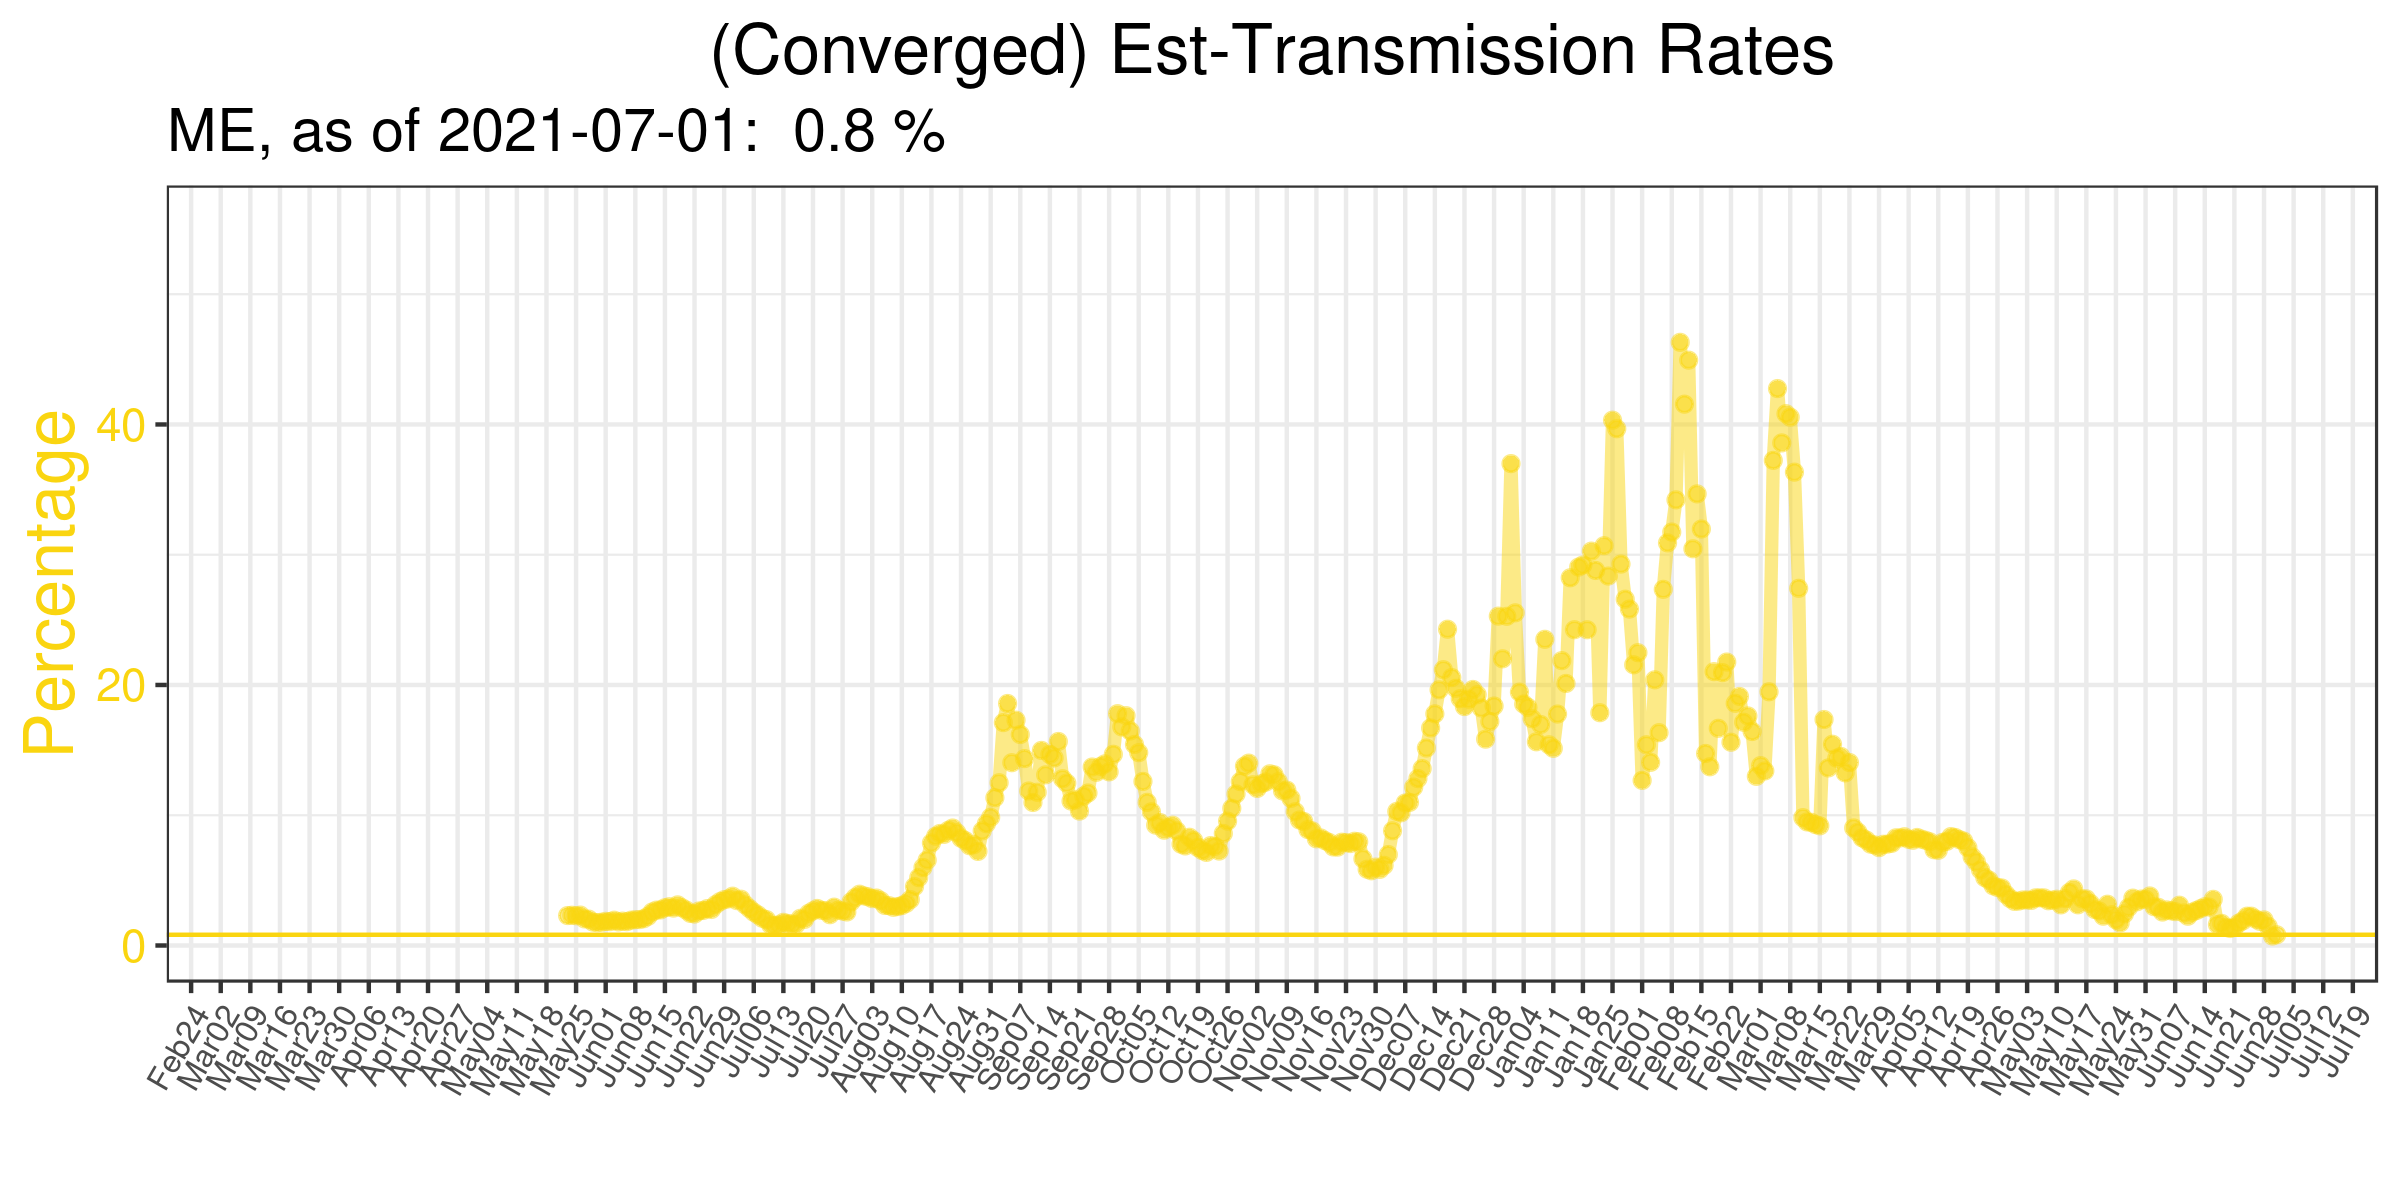 (Converged) Est-Transmission Rates
ME, as of 2021-07-01:  0.8 %
Percentage
40
20
0
Feb24
Mar02
Mar09
Mar16
Mar23
Mar30
Apr06
Apr13
Apr20
Apr27
May04
May11
May18
May25
Jun01
Jun08
Jun15
Jun22
Jun29
Jul06
Jul13
Jul20
Jul27
Aug03
Aug10
Aug17
Aug24
Aug31
Sep07
Sep14
Sep21
Sep28
Oct05
Oct12
Oct19
Oct26
Nov02
Nov09
Nov16
Nov23
Nov30
Dec07
Dec14
Dec21
Dec28
Jan04
Jan11
Jan18
Jan25
Feb01
Feb08
Feb15
Feb22
Mar01
Mar08
Mar15
Mar22
Mar29
Apr05
Apr12
Apr19
Apr26
May03
May10
May17
May24
May31
Jun07
Jun14
Jun21
Jun28
Jul05
Jul12
Jul19